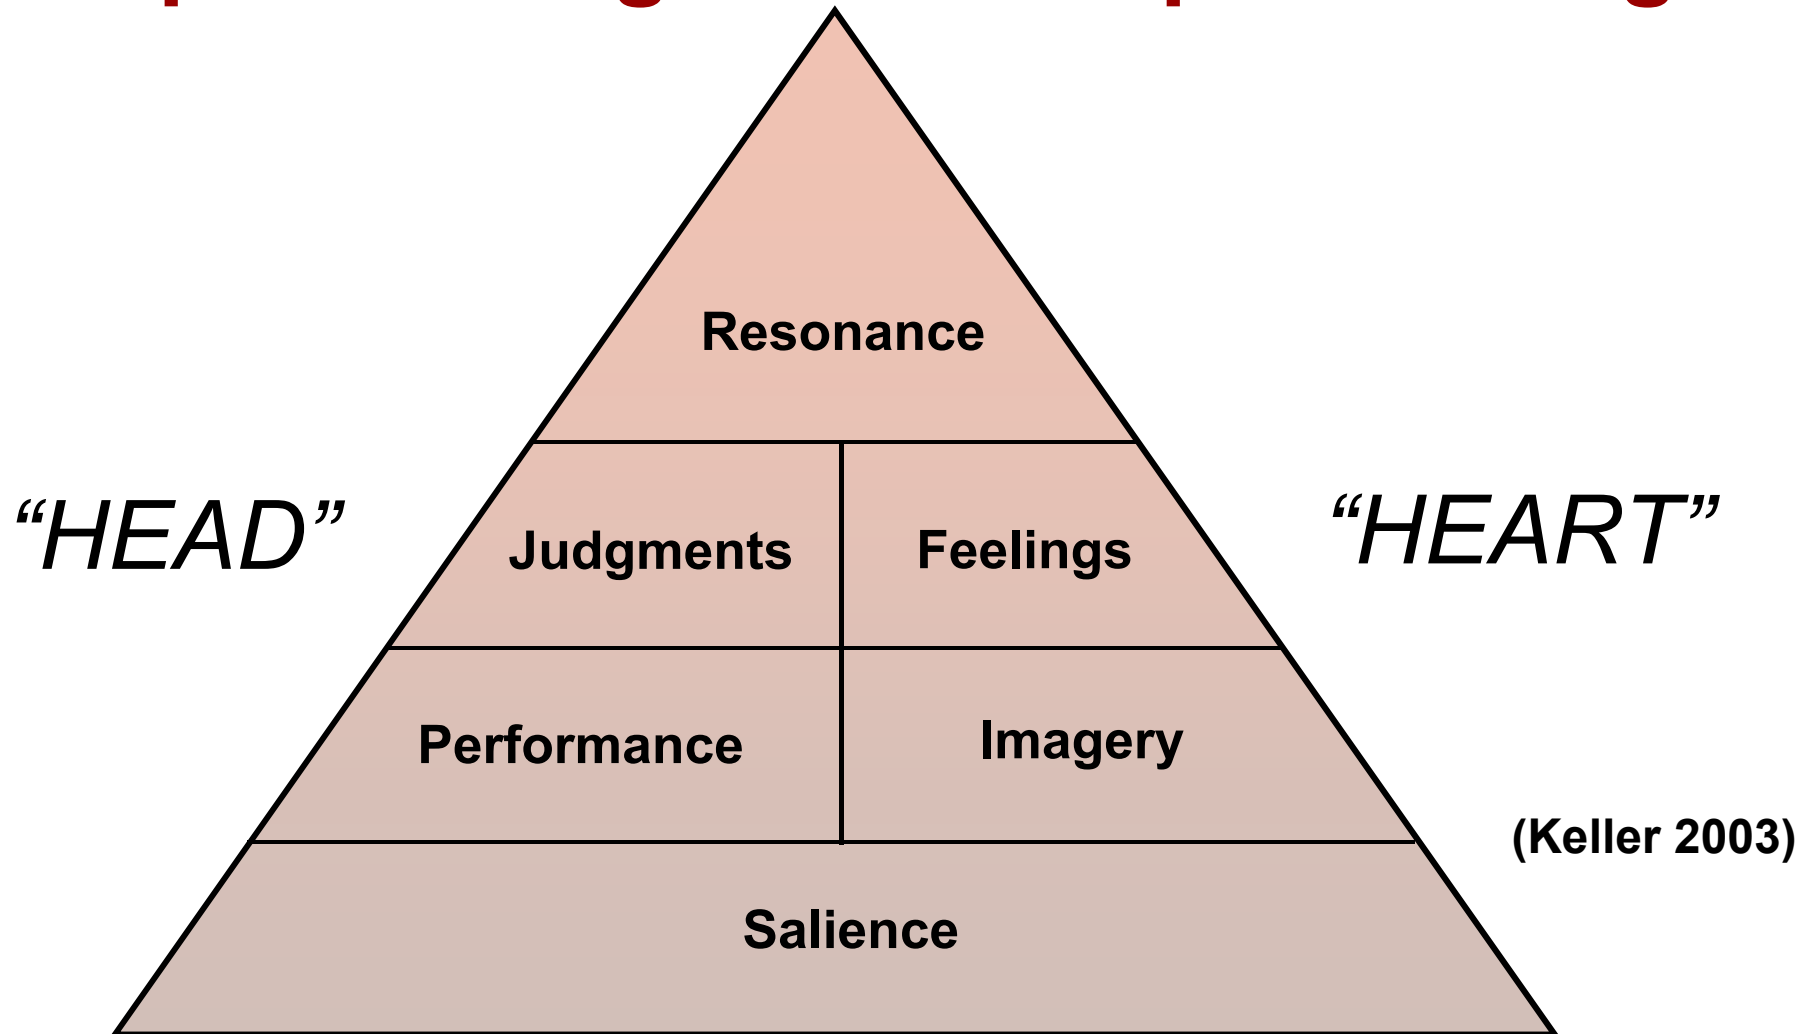 Resonance
“HEAD”
“HEART”
Judgments
Feelings
Performance
Imagery
(Keller 2003)
Salience